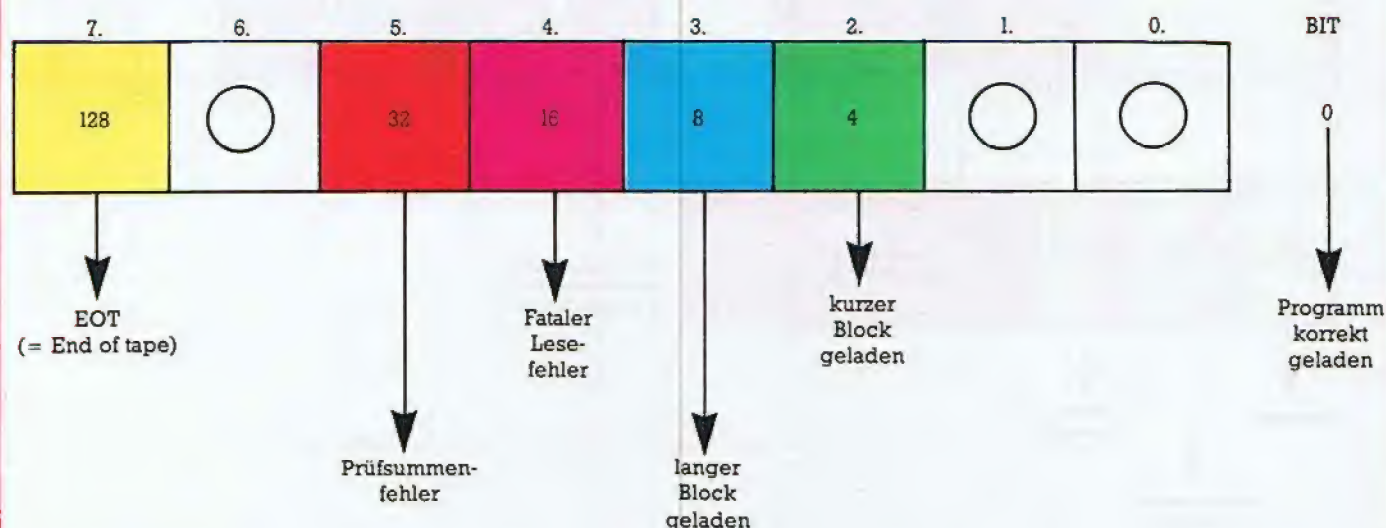 7. 6. 5. 4. 3. 2. 1. 0. BIT
128 32 16 8 4 0
EOT
(= End of tape)
Prüfsummen-
fehler
Fataler
Lese-
fehler
langer
Block
geladen
kurzer
Block
geladen
Programm
korrekt
geladen